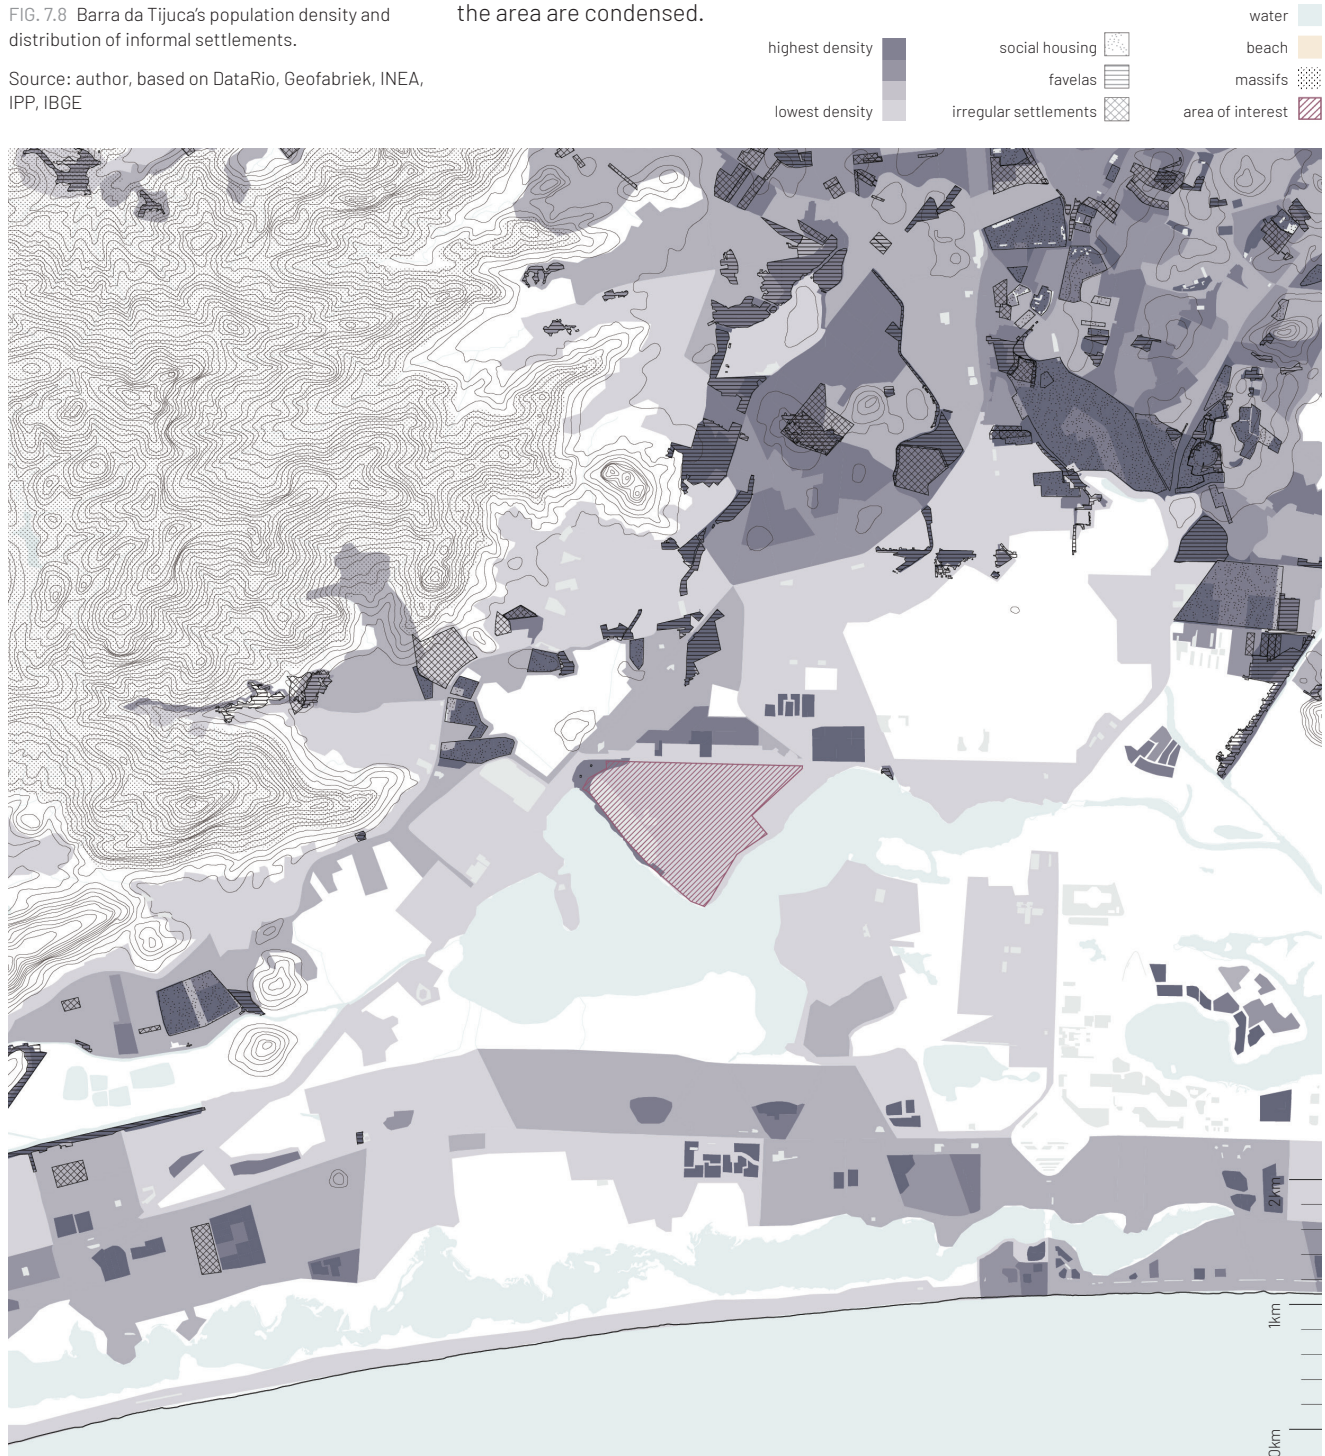 FIG. 7.8 Barra da Tijuca’s population density and
distribution of informal settlements.
Source: author, based on DataRio, Geofabriek, INEA,
IPP, IBGE
the area are condensed.
highest density
lowest density
social housing
favelas
irregular settlements
water
beach
massifs
area of interest
2km
1km
0km